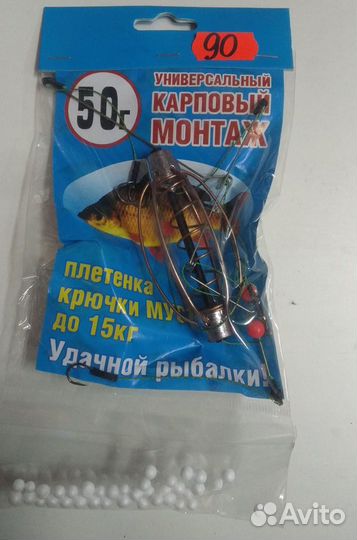 90
50г
УНИВЕРСАЛЬНЫЙ
КАРПОВЫЙ
МОНТАЖ
плетенка
крючки
до 15кг
Удачной рыбалки!
Avito